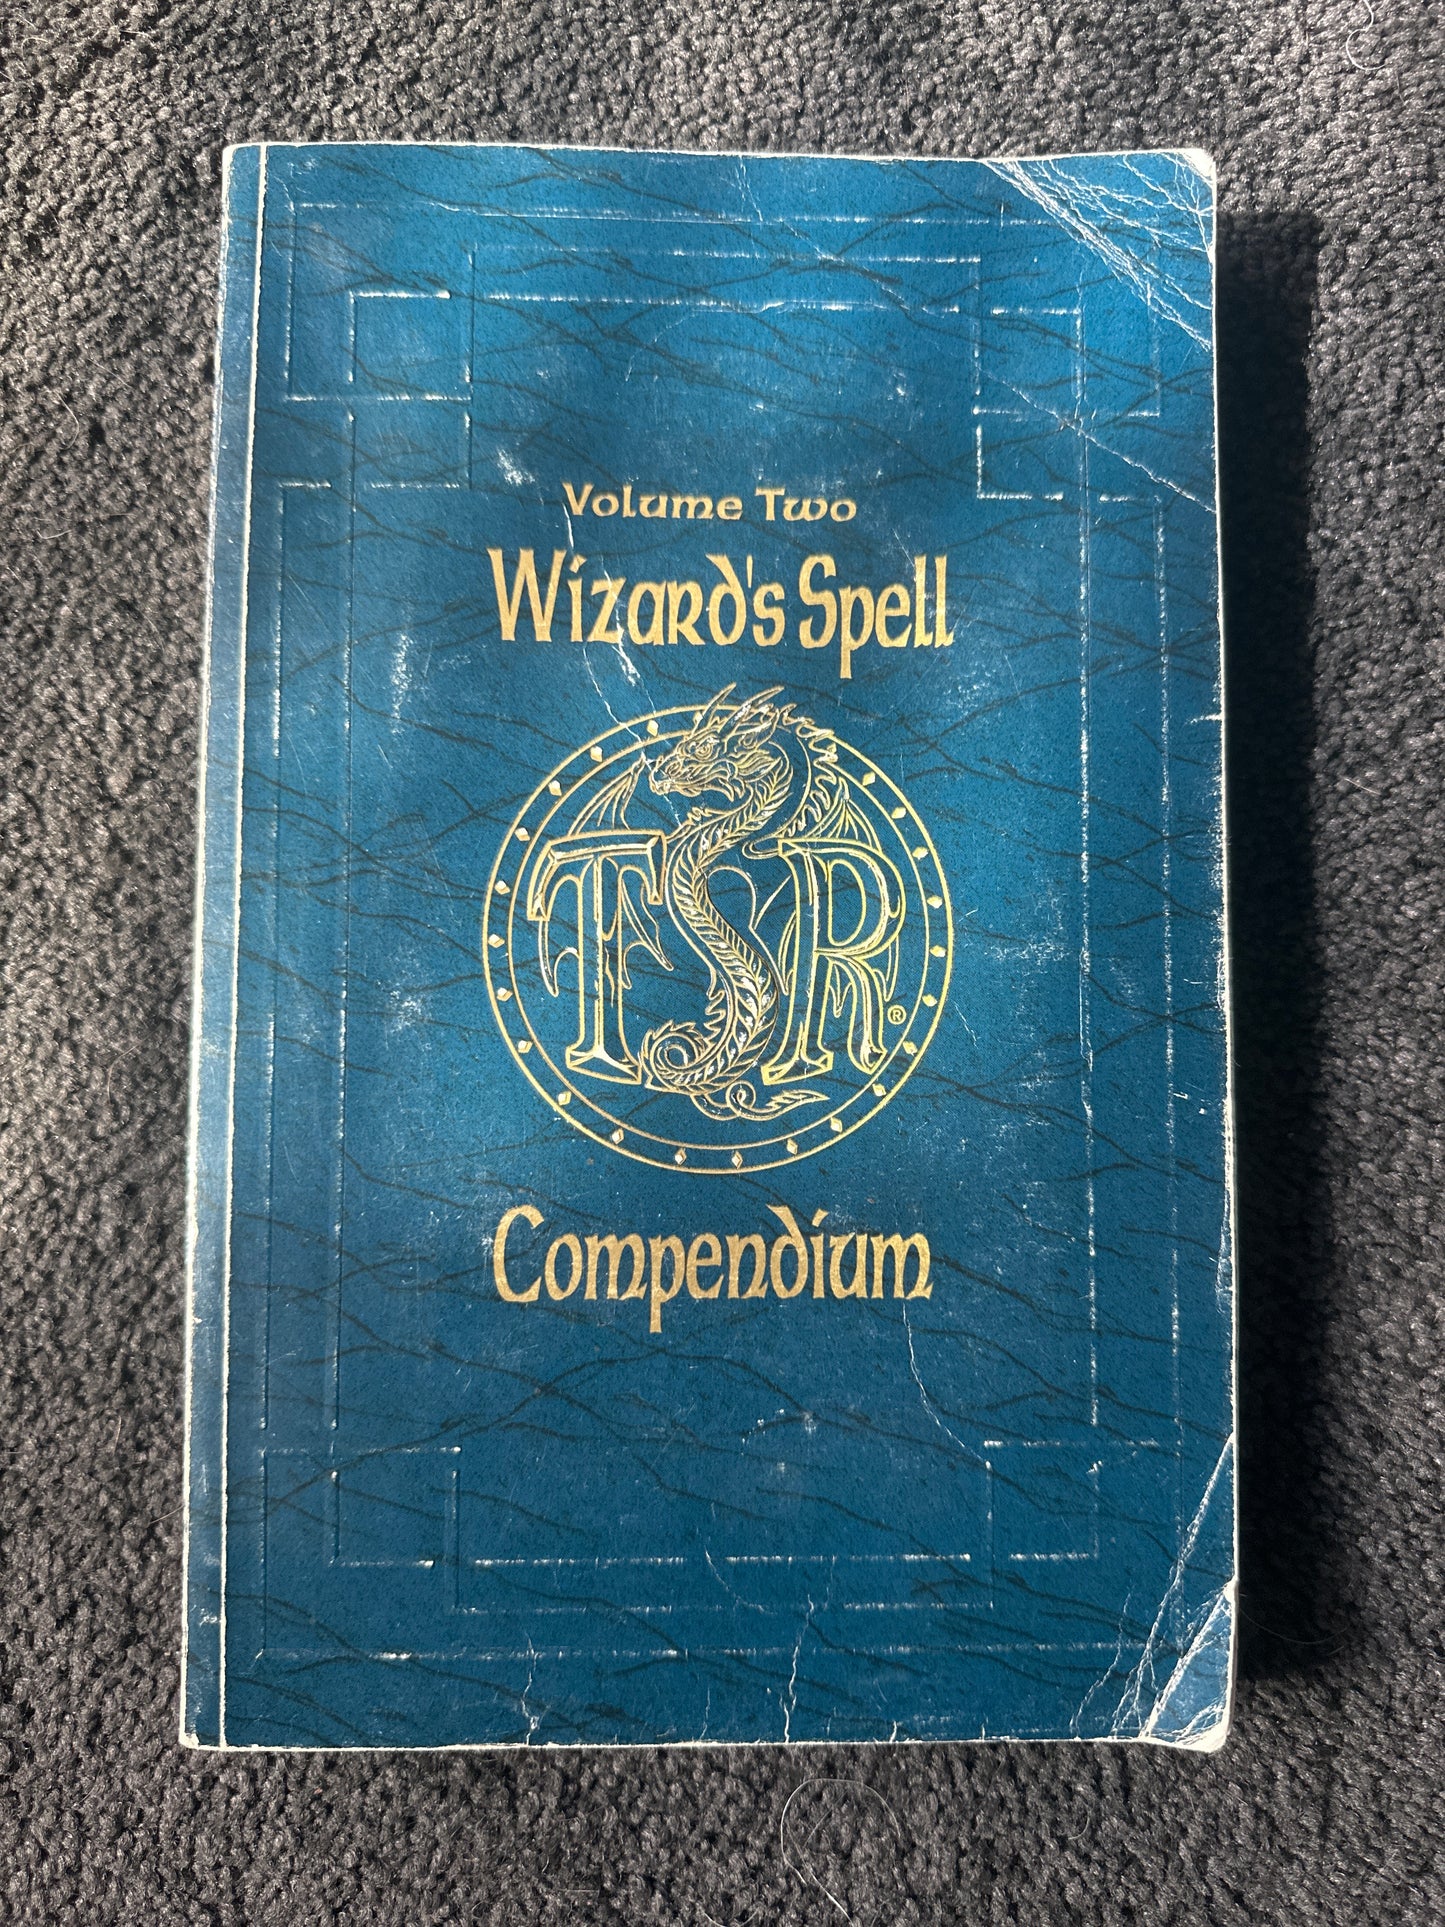 Volume Two
Wizard's Spell
TSR®
Compendium